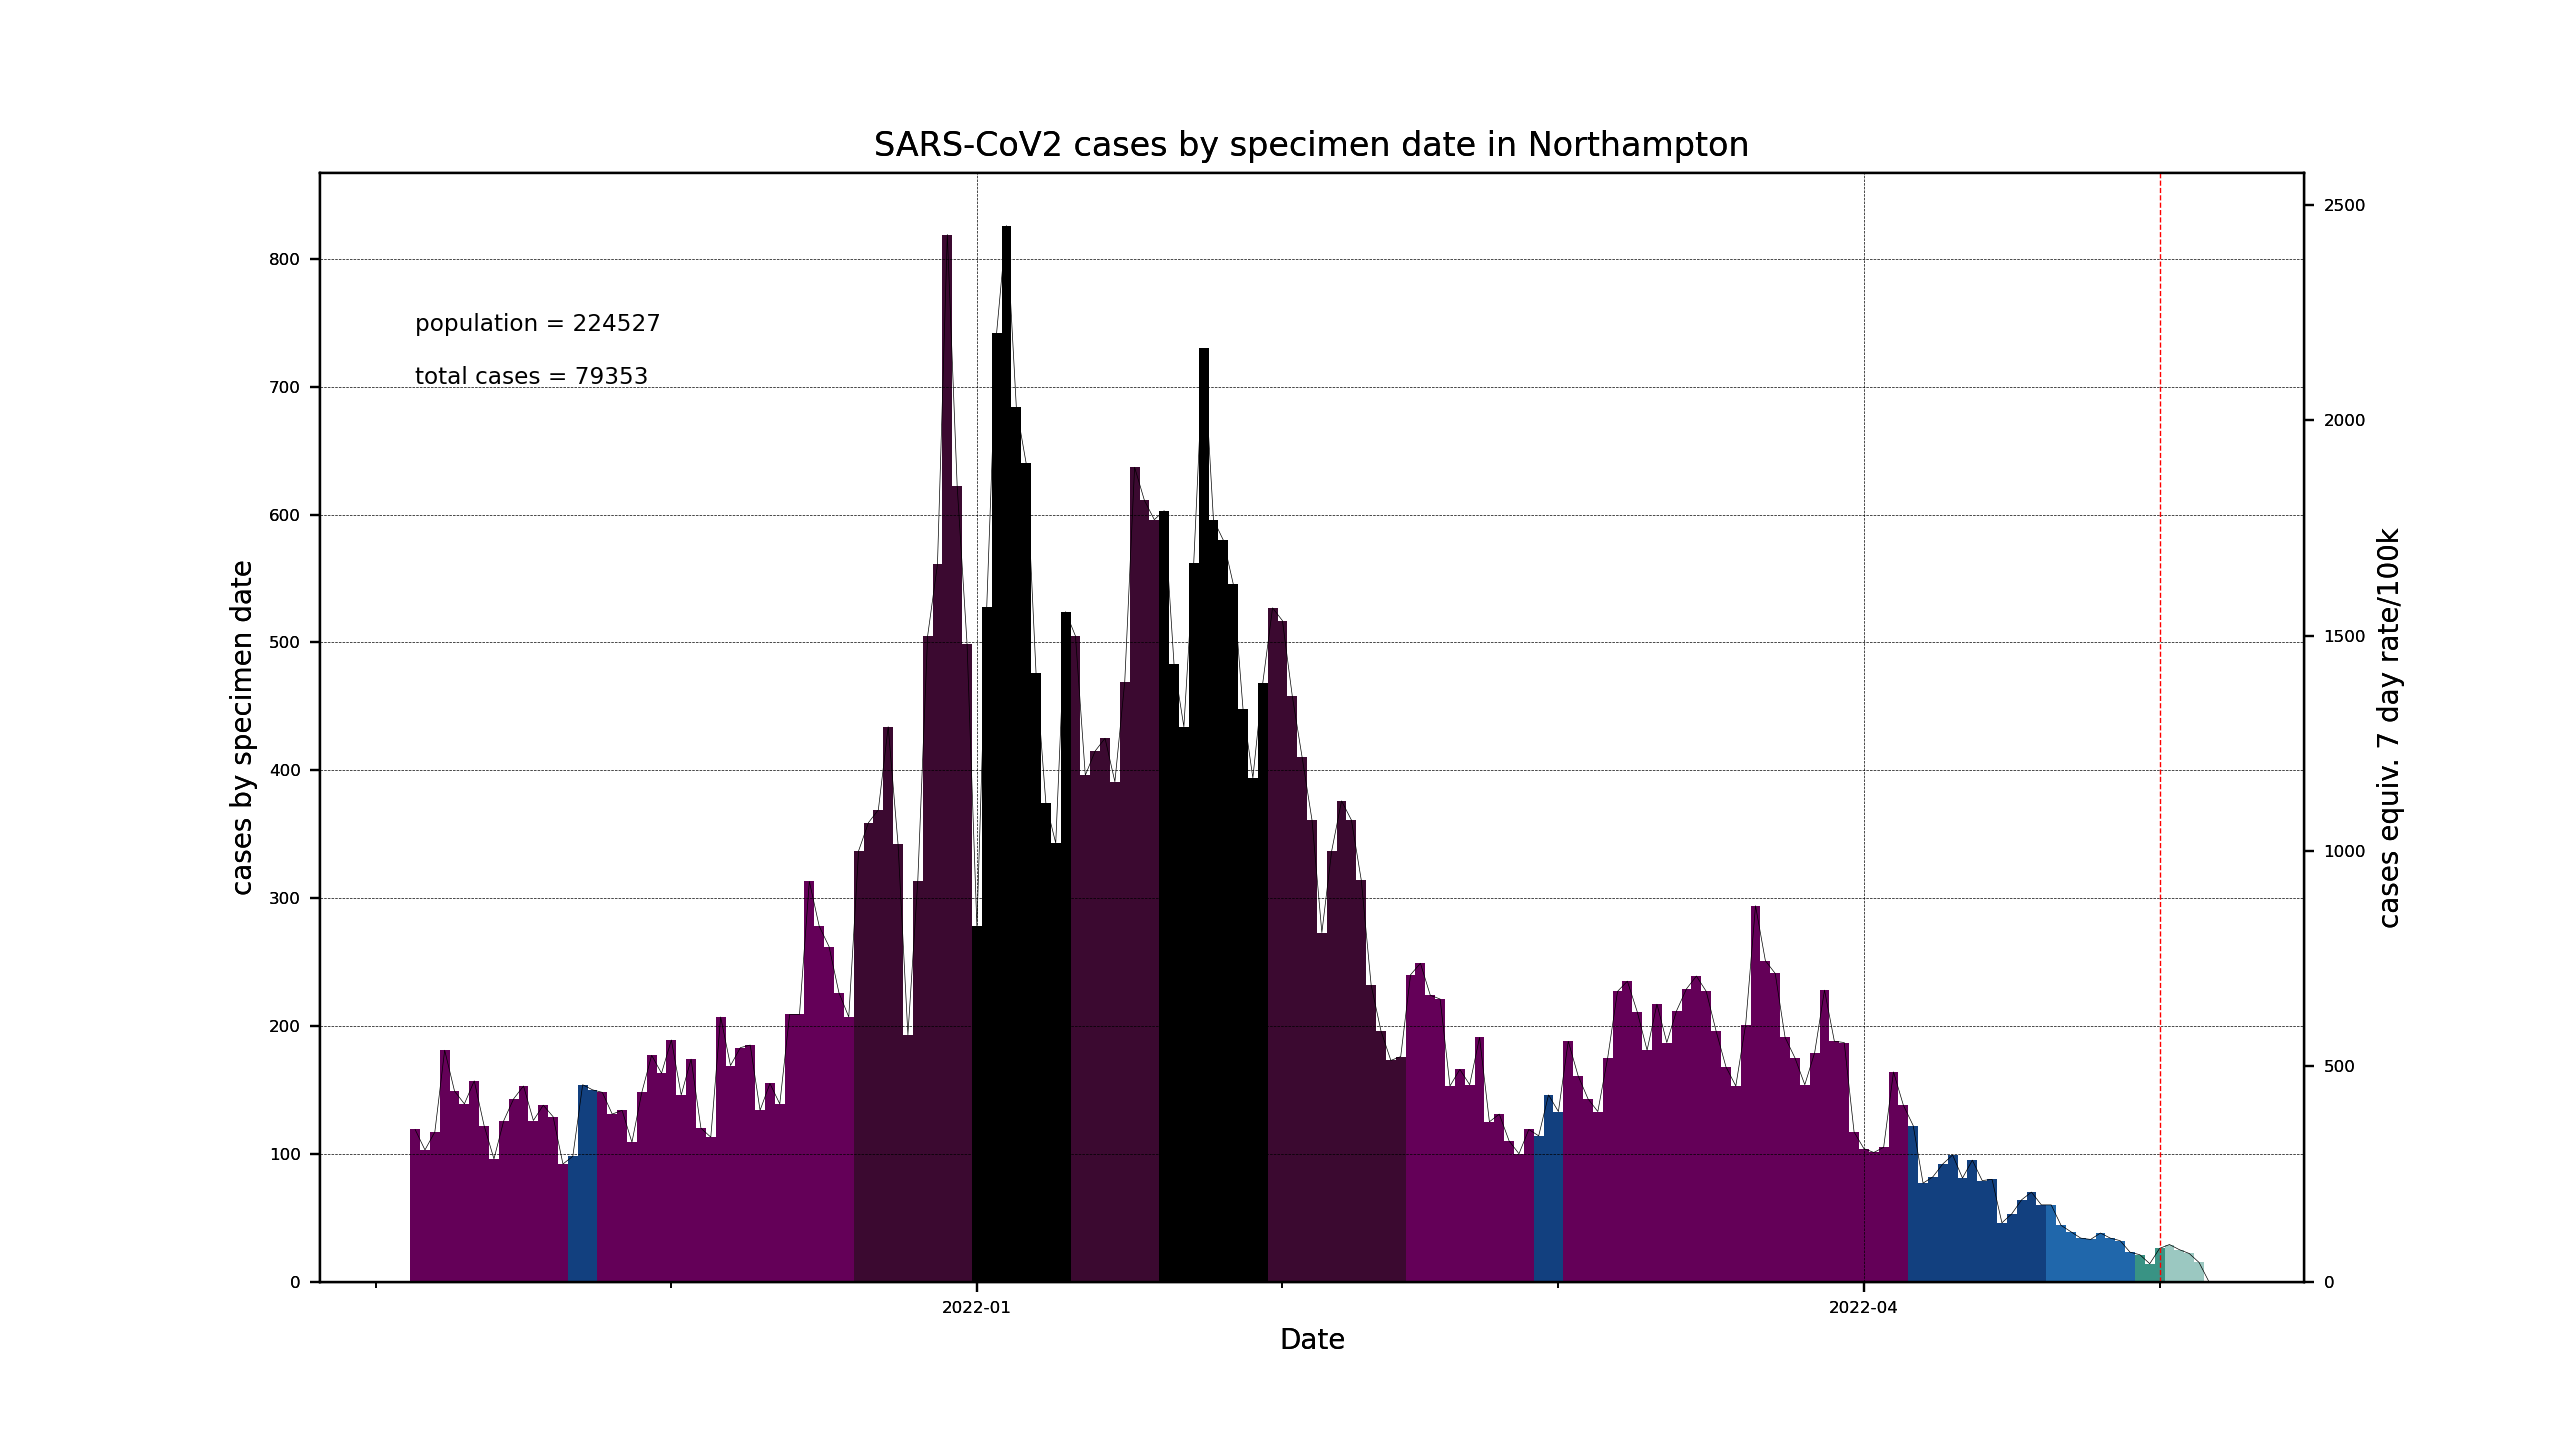 SARS-CoV2 cases by specimen date in Northampton
population = 224527
total cases = 79353
cases by specimen date
800
700
600
500
400
300
200
100
0
2500
2000
1500
1000
500
0
cases equiv. 7 day rate/100k
2022-01
2022-04
Date